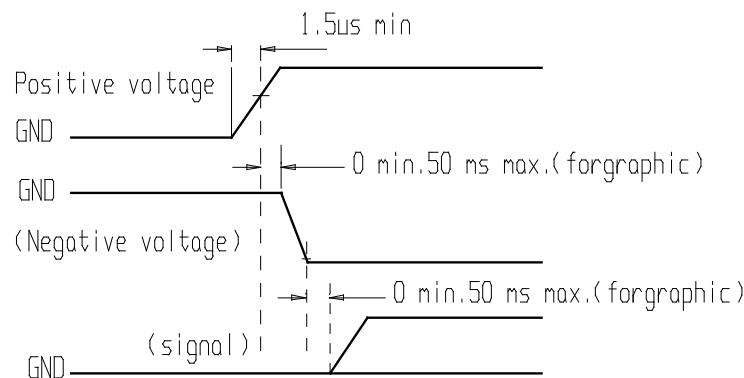 1.5us min
Positive voltage
GND
0 min.50 ms max.(forgraphic)
GND
(Negative voltage)
0 min.50 ms max.(forgraphic)
(signal)
GND